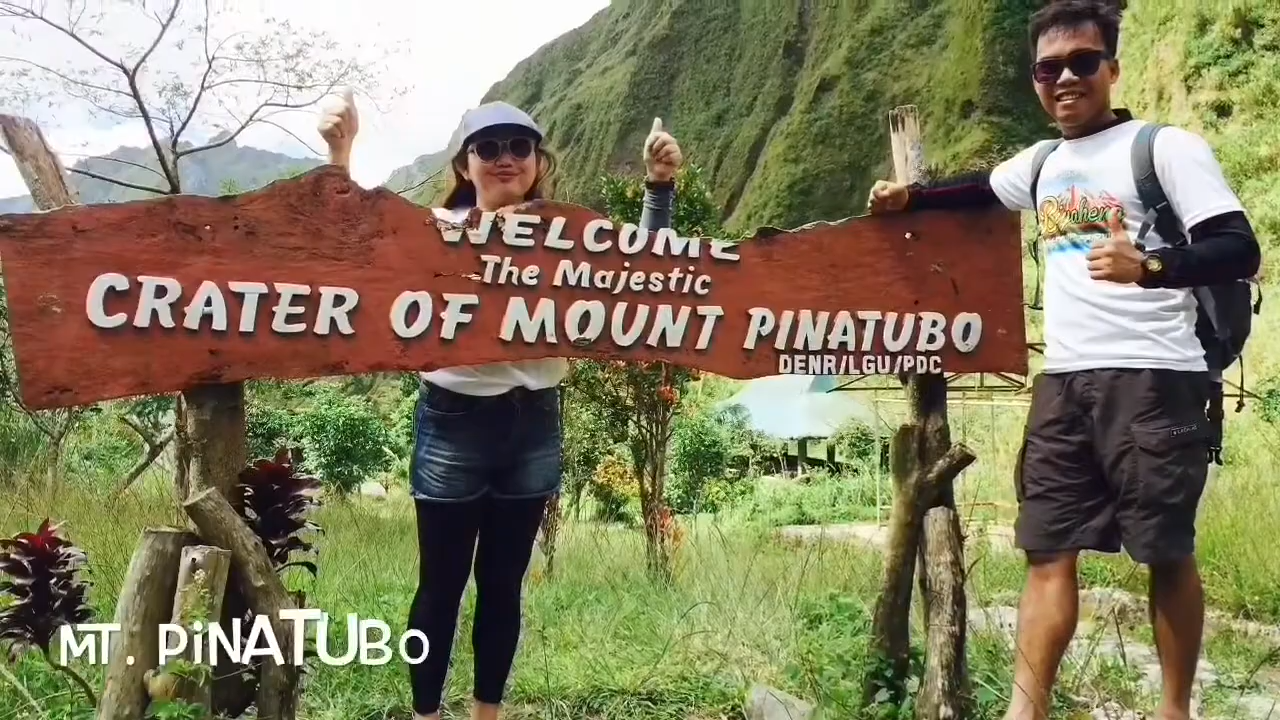 WELCOME
The Majestic
CRATER OF MOUNT PINATUBO
DENR/LGU/PDC
MT. PiNATUBO